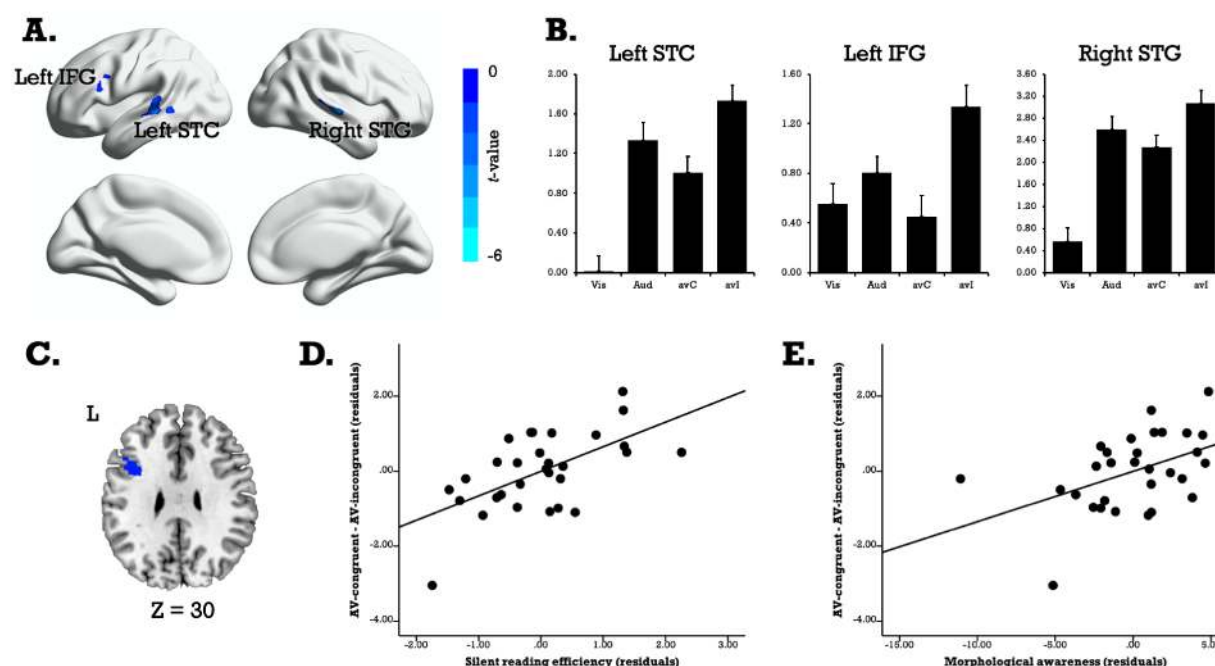 A.
Left IFG
Left STC
Right STG
0
t-value
-6
B.
Left STC
2.00
1.60
1.20
0.80
0.40
0.00
Vis Aud avC avI
Left IFG
1.60
1.20
0.80
0.40
0.00
Vis Aud avC avI
Right STG
3.60
3.20
2.80
2.40
2.00
1.60
1.20
0.80
0.40
0.00
Vis Aud avC avI
C.
L
Z = 30
D.
AV-congruent - AV-incongruent (residuals)
2.00
.00
-2.00
-4.00
-2.00 -1.00 .00 1.00 2.00 3.00
Silent reading efficiency (residuals)
E.
AV-congruent - AV-incongruent (residuals)
2.00
.00
-2.00
-4.00
-15.00 -10.00 -5.00 0.00 5.0
Morphological awareness (residuals)